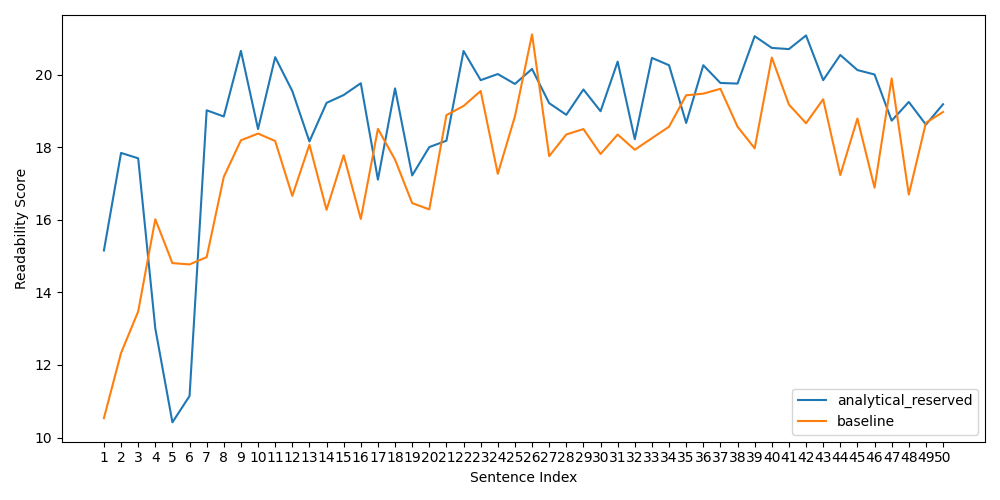 20
18
16
14
12
10
Readability Score
1 2 3 4 5 6 7 8 9 10 11 12 13 14 15 16 17 18 19 20 21 22 23 24 25 26 27 28 29 30 31 32 33 34 35 36 37 38 39 40 41 42 43 44 45 46 47 48 49 50
Sentence Index
analytical_reserved
baseline